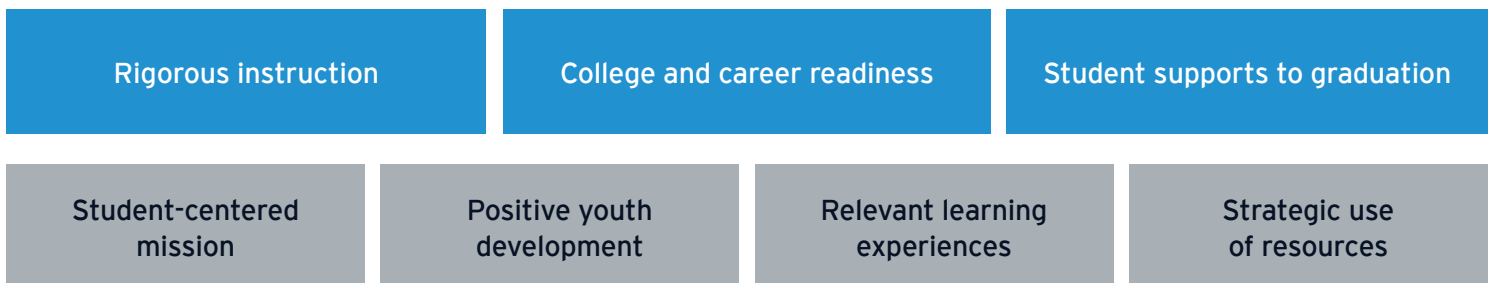 Rigorous instruction
College and career readiness
Student supports to graduation
Student-centered
mission
Positive youth
development
Relevant learning
experiences
Strategic use
of resources